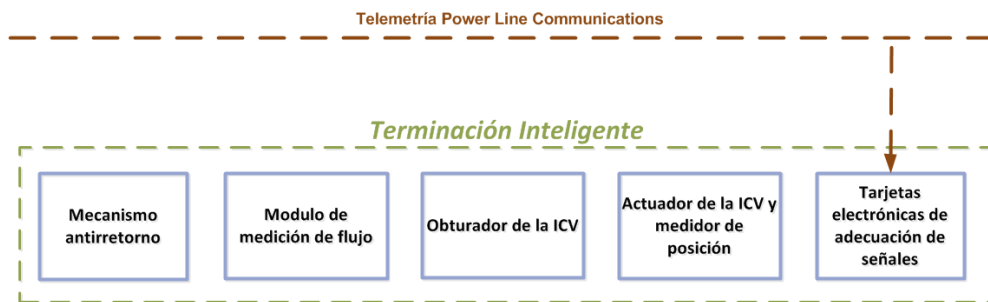 Telemetría Power Line Communications
Terminación Inteligente
Mecanismo
antirretorno
Modulo de
medición de flujo
Obturador de la ICV
Actuador de la ICV y
medidor de
posición
Tarjetas
electrónicas de
adecuación de
señales